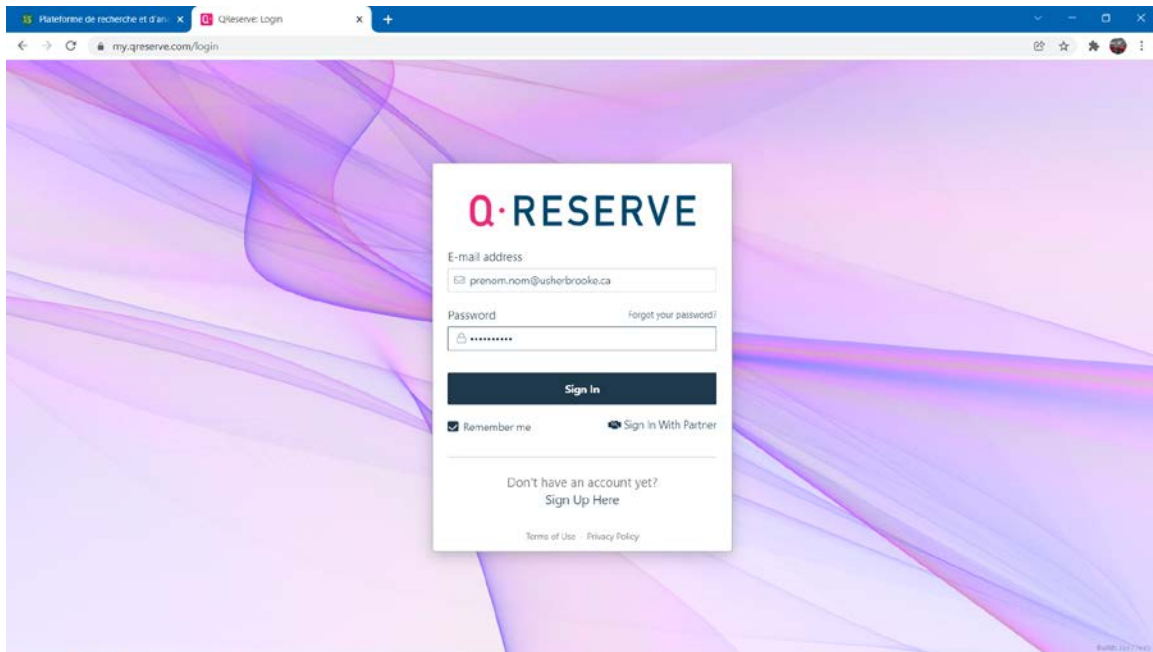 Plateforme de recherche et d'an
QReserve: Login
my.qreserve.com/login
Q·RESERVE
E-mail address
prenom.nom@usherbrooke.ca
Password
Forgot your password?
Sign In
Remember me
Sign In With Partner
Don't have an account yet?
Sign Up Here
Terms of Use - Privacy Policy
Build: